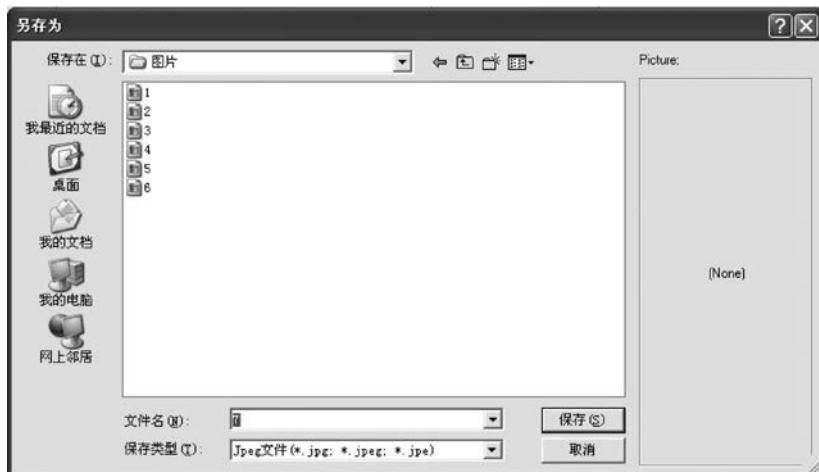 另存为
保存在(I):
图片
Picture:
1
2
3
4
5
6
我最近的文档
桌面
我的文档
我的电脑
网上邻居
(None)
文件名(N):
保存(S)
保存类型(T):
Jpeg文件(*.jpg; *.jpeg; *.jpe)
取消